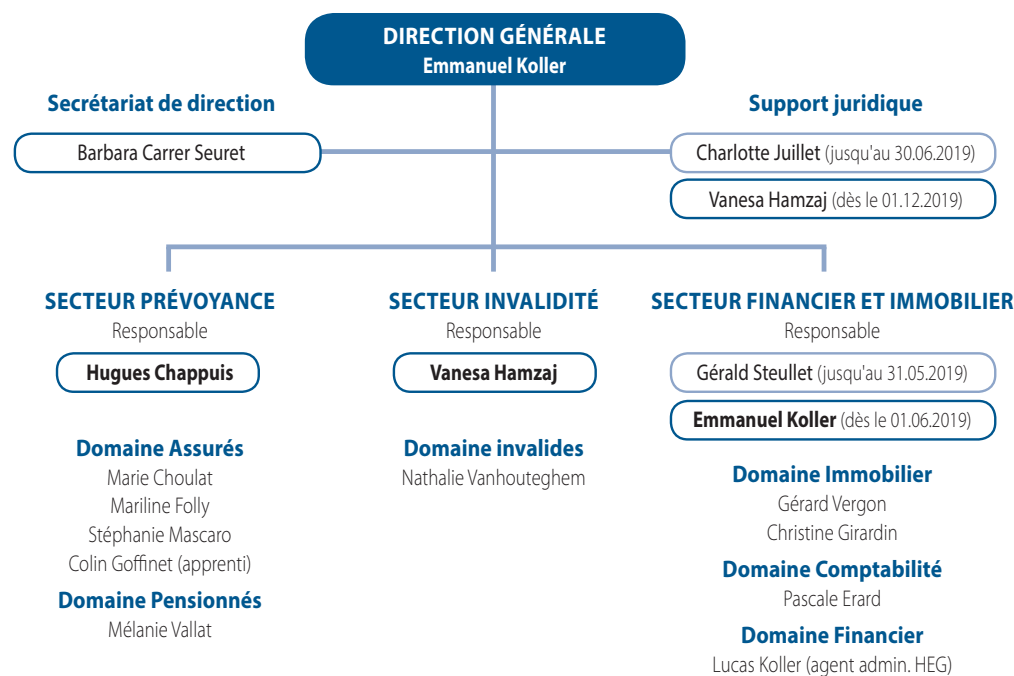 DIRECTION GÉNÉRALE
Emmanuel Koller
Secrétariat de direction
Barbara Carrer Seuret
Support juridique
Charlotte Juillet (jusqu'au 30.06.2019)
Vanesa Hamzaj (dès le 01.12.2019)
SECTEUR PRÉVOYANCE
Responsable
Hugues Chappuis
Domaine Assurés
Marie Choulat
Mariline Folly
Stéphanie Mascaro
Colin Goffinet (apprenti)
Domaine Pensionnés
Mélanie Vallat
SECTEUR INVALIDITÉ
Responsable
Vanesa Hamzaj
Domaine invalides
Nathalie Vanhouteghem
SECTEUR FINANCIER ET IMMOBILIER
Responsable
Gérald Steullet (jusqu'au 31.05.2019)
Emmanuel Koller (dès le 01.06.2019)
Domaine Immobilier
Gérard Vergon
Christine Girardin
Domaine Comptabilité
Pascale Erard
Domaine Financier
Lucas Koller (agent admin. HEG)